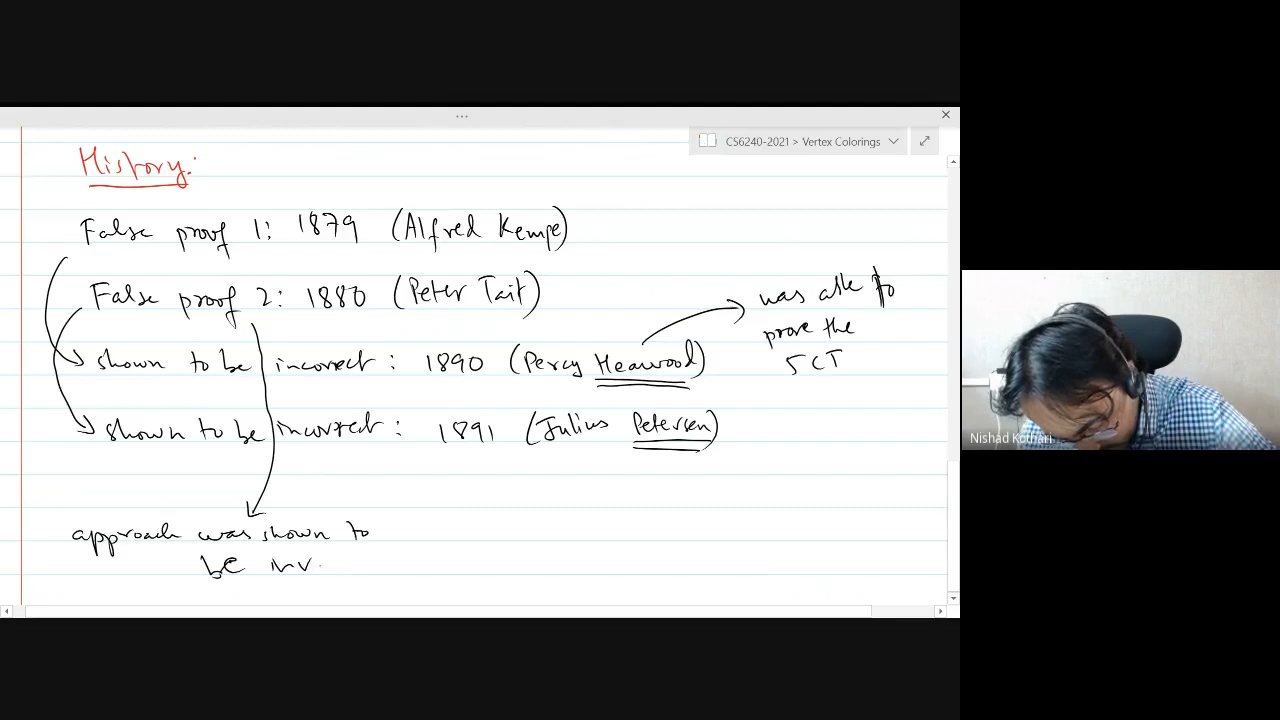 CS6240-2021 > Vertex Colorings
History:
False proof 1: 1879 (Alfred Kempe)
False proof 2: 1880 (Peter Tait)
was able to
prove the
5CT
shown to be incorrect: 1890 (Percy Heawood)
shown to be incorrect: 1891 (Julius Petersen)
approach was shown to
be inv
Nishad Kothari